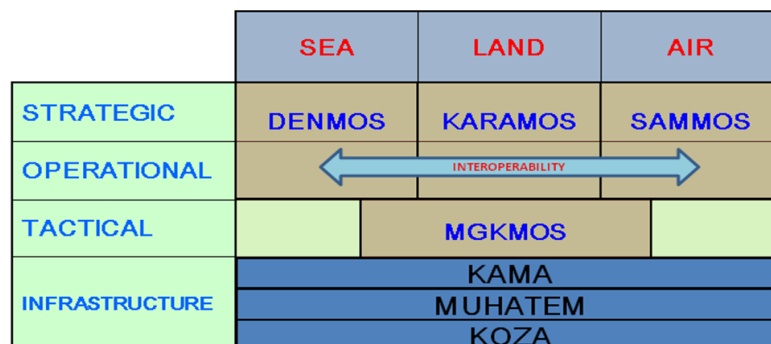 SEA LAND AIR
STRATEGIC DENMOS KARAMOS SAMMOS
OPERATIONAL INTEROPERABILITY
TACTICAL MGKMOS
KAMA
INFRASTRUCTURE MUHATEM
KOZA